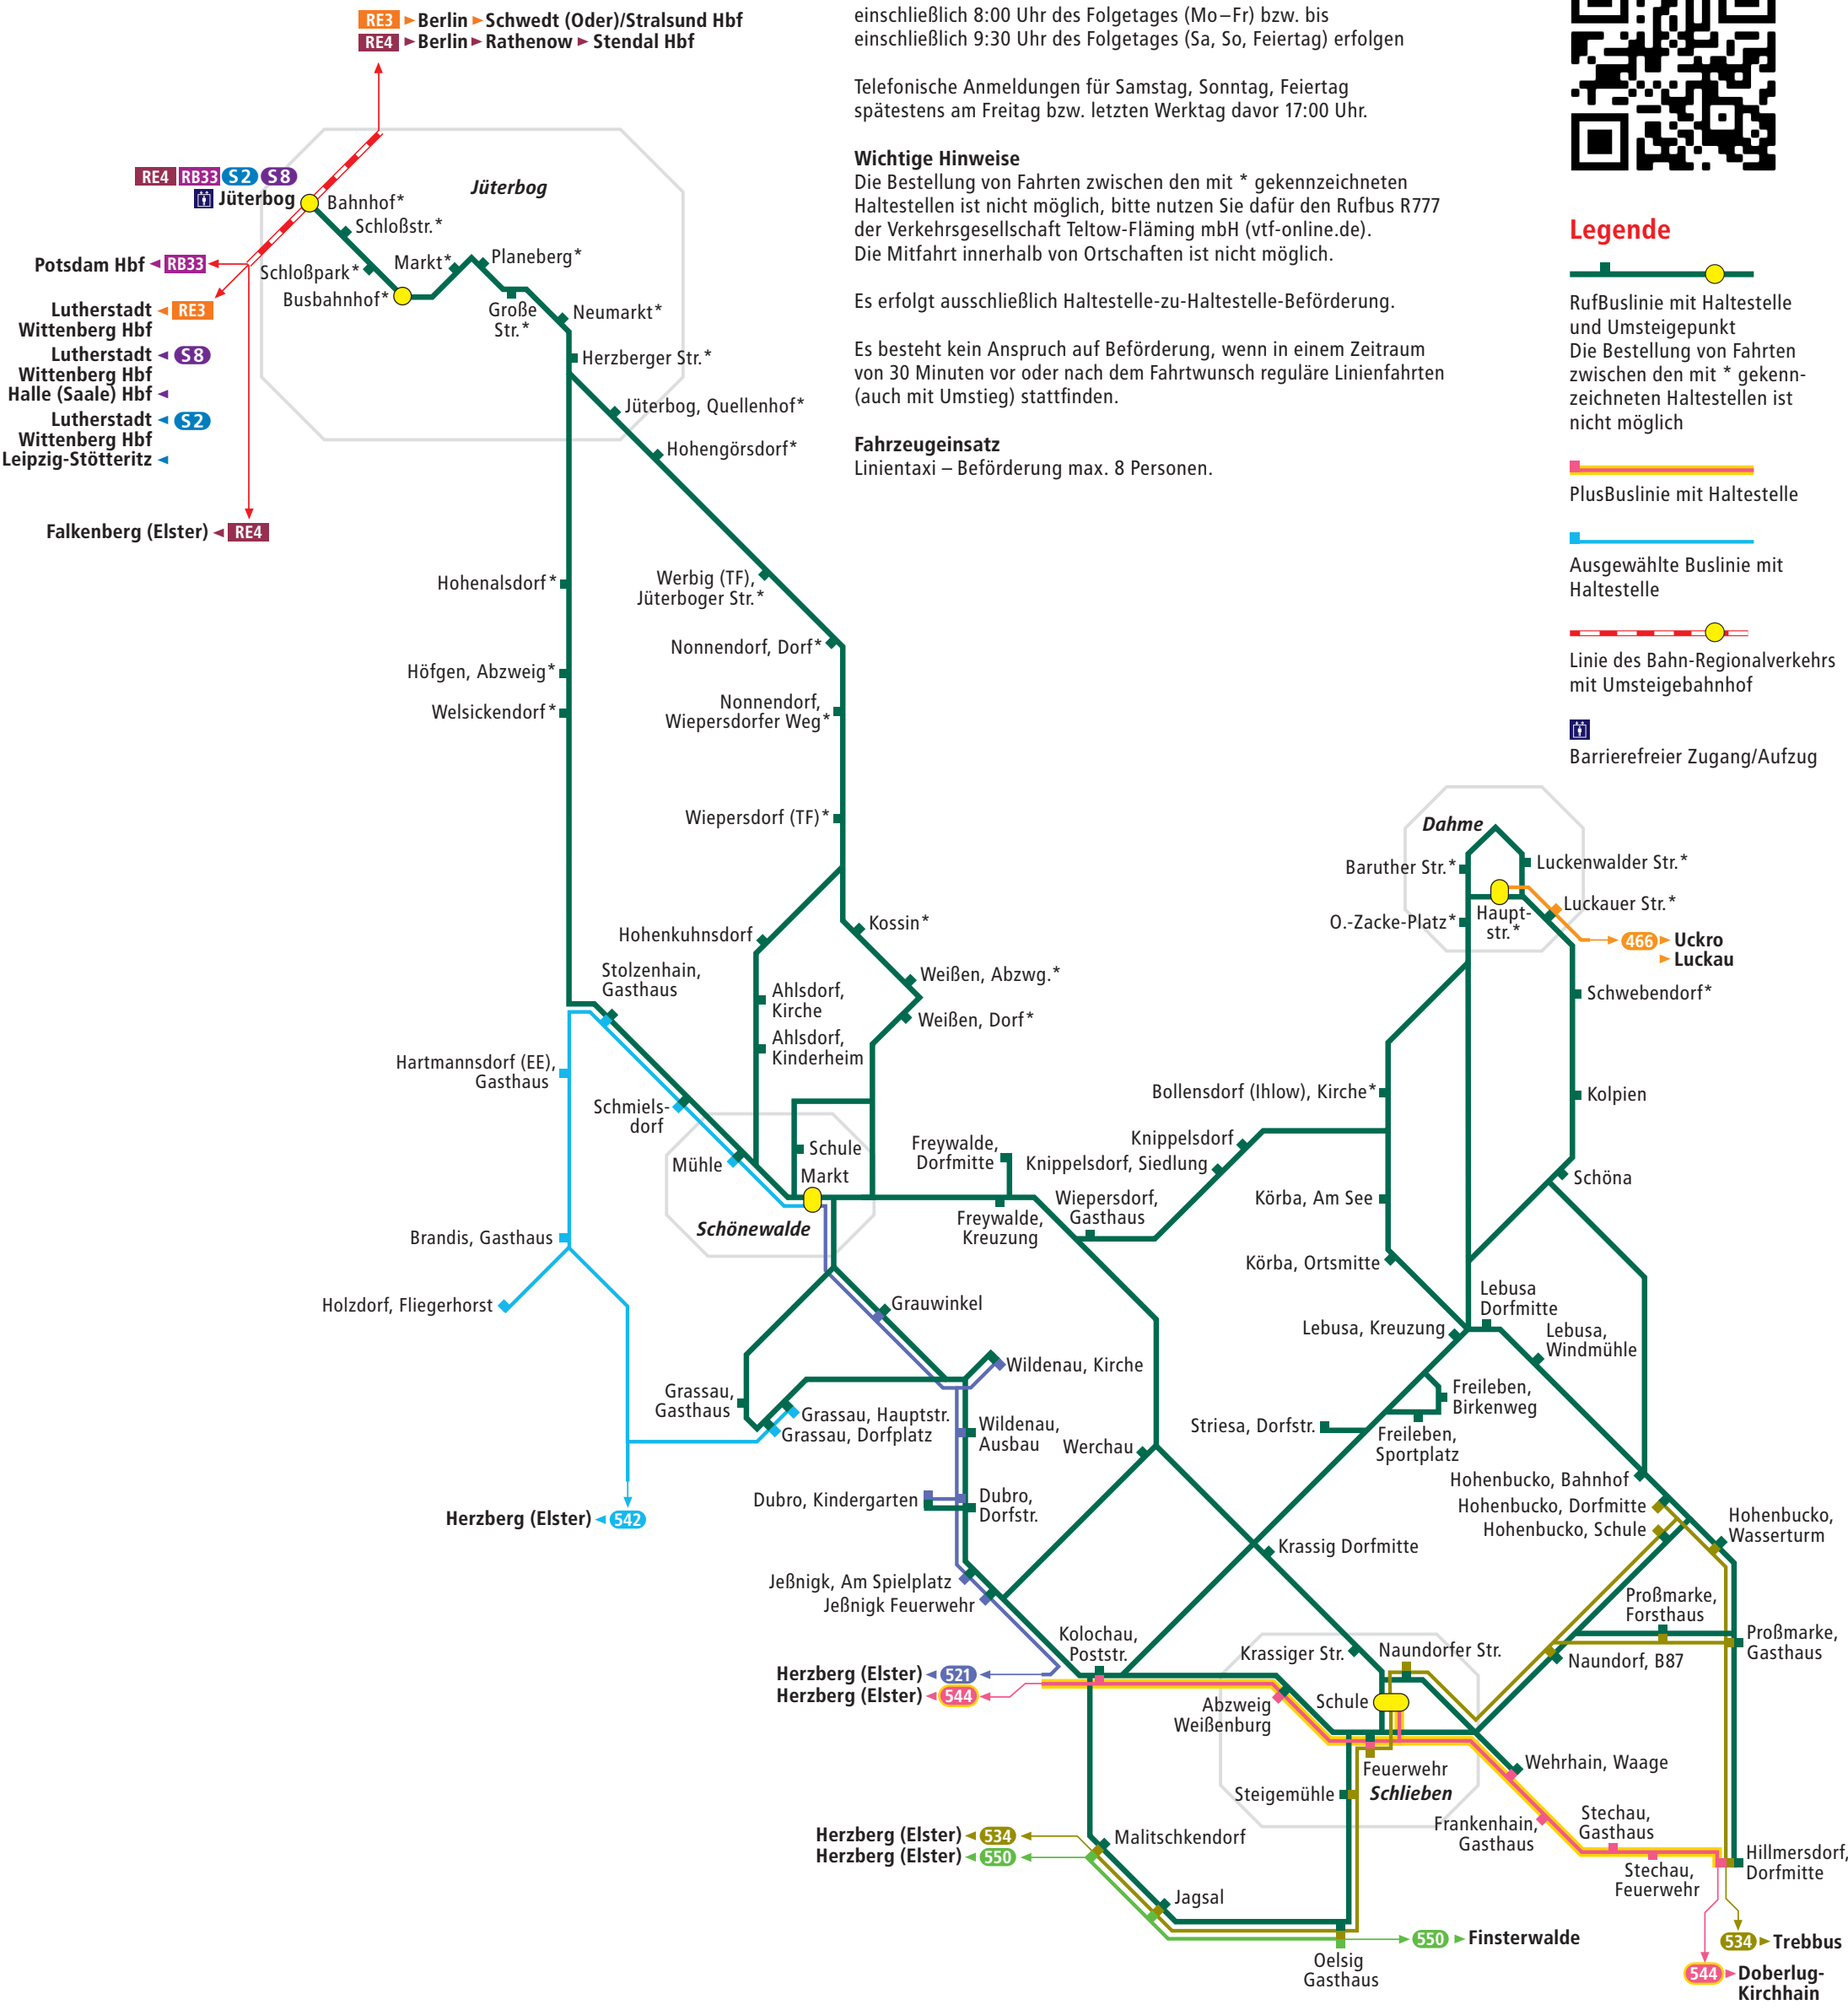 RE3 Berlin Schwedt (Oder)/Stralsund Hbf
RE4 Berlin Rathenow Stendal Hbf
einschließlich 8:00 Uhr des Folgetages (Mo–Fr) bzw. bis
einschließlich 9:30 Uhr des Folgetages (Sa, So, Feiertag) erfolgen
Telefonische Anmeldungen für Samstag, Sonntag, Feiertag
spätestens am Freitag bzw. letzten Werktag davor 17:00 Uhr.
Wichtige Hinweise
Die Bestellung von Fahrten zwischen den mit * gekennzeichneten
Haltestellen ist nicht möglich, bitte nutzen Sie dafür den Rufbus R777
der Verkehrsgesellschaft Teltow-Fläming mbH (vtf-online.de).
Die Mitfahrt innerhalb von Ortschaften ist nicht möglich.
Es erfolgt ausschließlich Haltestelle-zu-Haltestelle-Beförderung.
Es besteht kein Anspruch auf Beförderung, wenn in einem Zeitraum
von 30 Minuten vor oder nach dem Fahrtwunsch reguläre Linienfahrten
(auch mit Umstieg) stattfinden.
Fahrzeugeinsatz
Linientaxi – Beförderung max. 8 Personen.
Legende
RufBuslinie mit Haltestelle
und Umsteigepunkt
Die Bestellung von Fahrten
zwischen den mit * gekenn-
zeichneten Haltestellen ist
nicht möglich
PlusBuslinie mit Haltestelle
Ausgewählte Buslinie mit
Haltestelle
Linie des Bahn-Regionalverkehrs
mit Umsteigebahnhof
Barrierefreier Zugang/Aufzug
RE4 RB33 S2 S8
Jüterbog
Jüterbog
Bahnhof*
Schloßstr.*
Schloßpark*
Busbahnhof*
Markt*
Planeberg*
Große
Str.*
Neumarkt*
Herzberger Str.*
Jüterbog, Quellenhof*
Hohengörsdorf*
Potsdam Hbf RB33
Lutherstadt RE3
Wittenberg Hbf
Lutherstadt S8
Wittenberg Hbf
Halle (Saale) Hbf
Lutherstadt S2
Wittenberg Hbf
Leipzig-Stötteritz
Falkenberg (Elster) RE4
Hohenalsdorf*
Höfgen, Abzweig*
Welsickendorf*
Werbig (TF),
Jüterboger Str.*
Nonnendorf, Dorf*
Nonnendorf,
Wiepersdorfer Weg*
Wiepersdorf (TF)*
Kossin*
Hohenkuhnsdorf
Weißen, Abzwg.*
Weißen, Dorf*
Stolzenhain,
Gasthaus
Ahlsdorf,
Kirche
Ahlsdorf,
Kinderheim
Hartmannsdorf (EE),
Gasthaus
Schmiels-
dorf
Mühle
Schule
Markt
Schönewalde
Brandis, Gasthaus
Holzdorf, Fliegerhorst
Freywalde,
Dorfmitte
Freywalde,
Kreuzung
Wiepersdorf,
Gasthaus
Knippelsdorf
Knippelsdorf, Siedlung
Dahme
Baruther Str.*
Luckenwalder Str.*
O.-Zacke-Platz*
Haupt-
str.*
Luckauer Str.*
466 Uckro
Luckau
Schwebendorf*
Bollensdorf (Ihlow), Kirche*
Kolpien
Schöna
Körba, Am See
Körba, Ortsmitte
Lebusa
Dorfmitte
Lebusa, Kreuzung
Lebusa,
Windmühle
Grauwinkel
Wildenau, Kirche
Grassau,
Gasthaus
Grassau, Hauptstr.
Grassau, Dorfplatz
Wildenau,
Ausbau
Werchau
Dubro, Kindergarten
Dubro,
Dorfstr.
Herzberg (Elster) 542
Striesa, Dorfstr.
Freileben,
Birkenweg
Freileben,
Sportplatz
Hohenbucko, Bahnhof
Hohenbucko, Dorfmitte
Hohenbucko, Schule
Hohenbucko,
Wasserturm
Krassig Dorfmitte
Jeßnigk, Am Spielplatz
Jeßnigk Feuerwehr
Proßmarke,
Forsthaus
Proßmarke,
Gasthaus
Kolochau,
Poststr.
Krassiger Str.
Naundorfer Str.
Naundorf, B87
Herzberg (Elster) 521
Herzberg (Elster) 544
Abzweig
Weißenburg
Schule
Feuerwehr
Schlieben
Steigemühle
Wehrhain, Waage
Frankenhain,
Gasthaus
Stechau,
Gasthaus
Stechau,
Feuerwehr
Hillmersdorf,
Dorfmitte
Herzberg (Elster) 534
Herzberg (Elster) 550
Malitschkendorf
Jagsal
Oelsig
Gasthaus
550 Finsterwalde
534 Trebbus
544 Doberlug-
Kirchhain